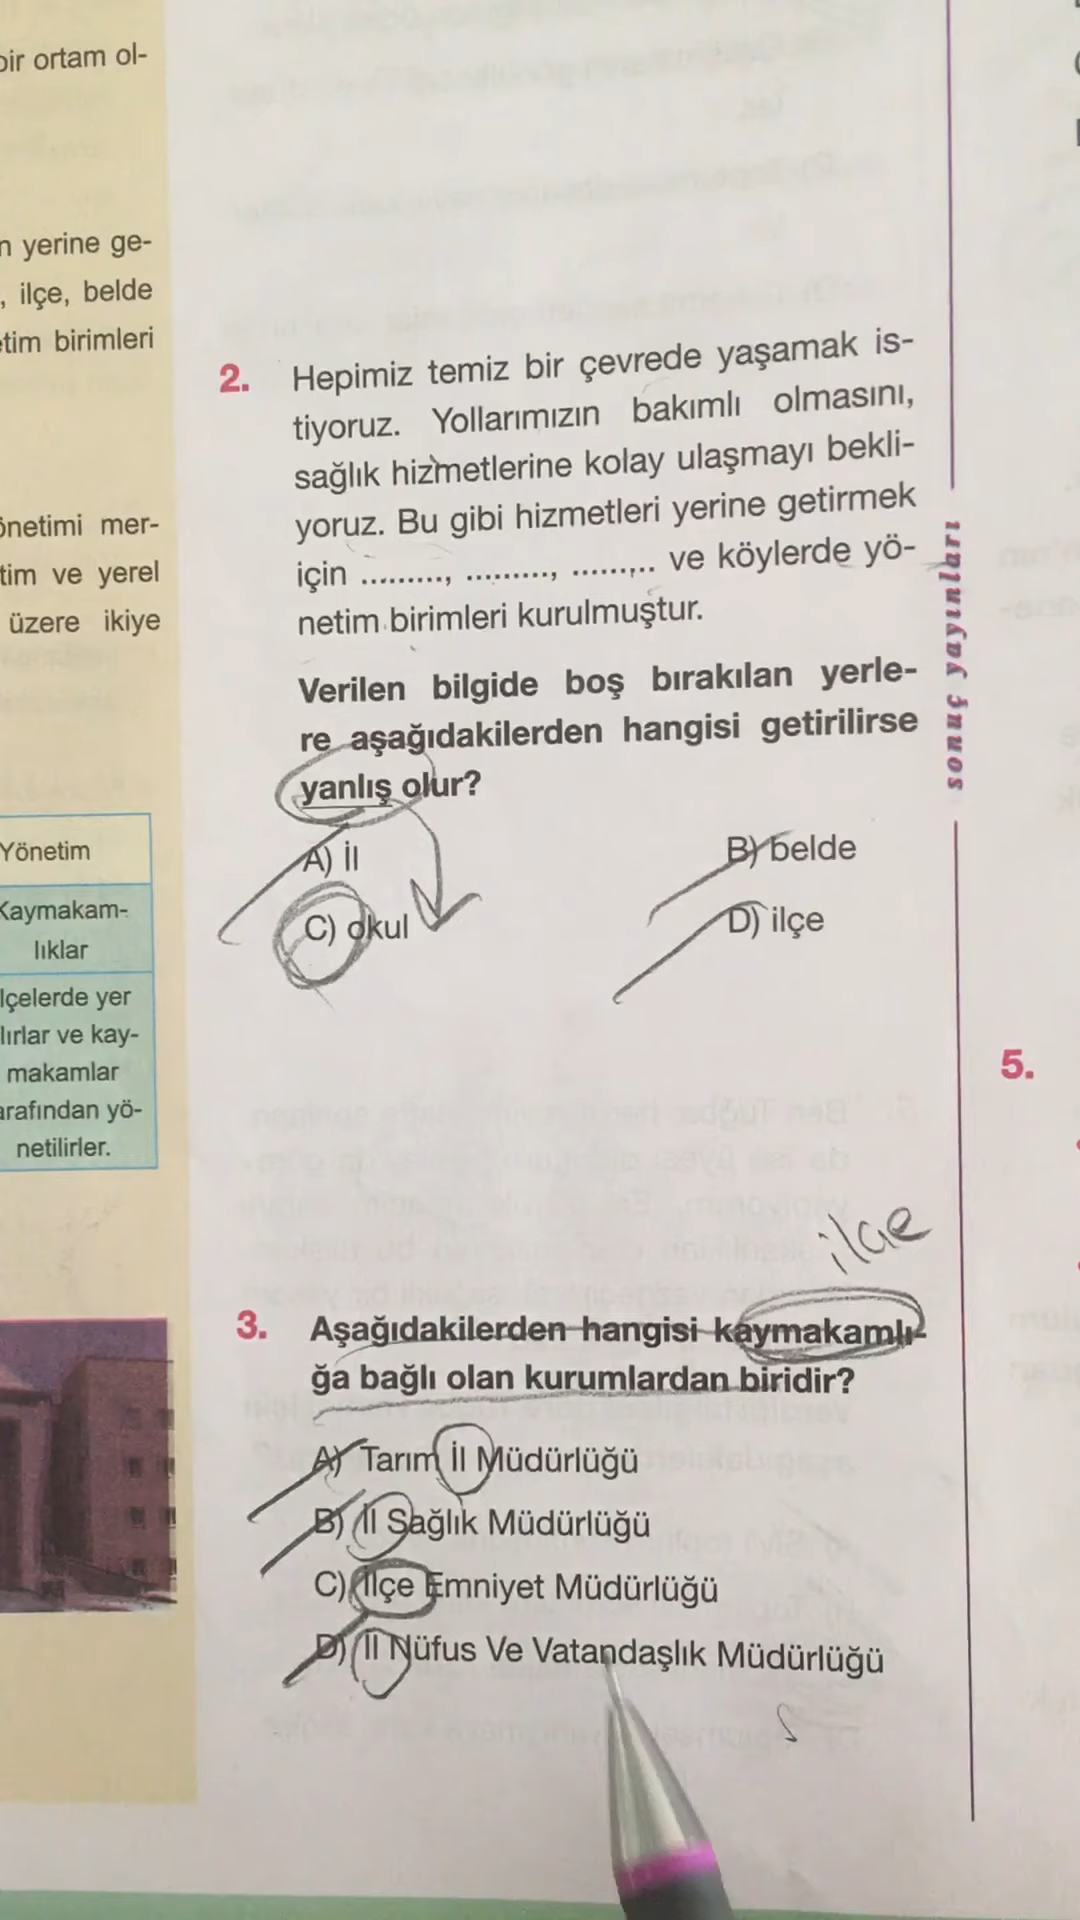 bir ortam ol-
yerine ge-
, ilçe, belde
tim birimleri
önetimi mer-
tim ve yerel
üzere ikiye
Yönetim
Kaymakam-
lıklar
lçelerde yer
lırlar ve kay-
makamlar
arafından yö-
netilirler.
2. Hepimiz temiz bir çevrede yaşamak is-
tiyoruz. Yollarımızın bakımlı olmasını,
sağlık hizmetlerine kolay ulaşmayı bekli-
yoruz. Bu gibi hizmetleri yerine getirmek
için ........., ........., ......... ve köylerde yö-
netim birimleri kurulmuştur.
Verilen bilgide boş bırakılan yerle-
re aşağıdakilerden hangisi getirilirse
yanlış olur?
A) İl B) belde
C) okul D) ilçe
ilçe
3. Aşağıdakilerden hangisi kaymakamlı-
ğa bağlı olan kurumlardan biridir?
A) Tarım İl Müdürlüğü
B) İl Sağlık Müdürlüğü
C) İlçe Emniyet Müdürlüğü
D) İl Nüfus Ve Vatandaşlık Müdürlüğü
sonuç yayınları
5.